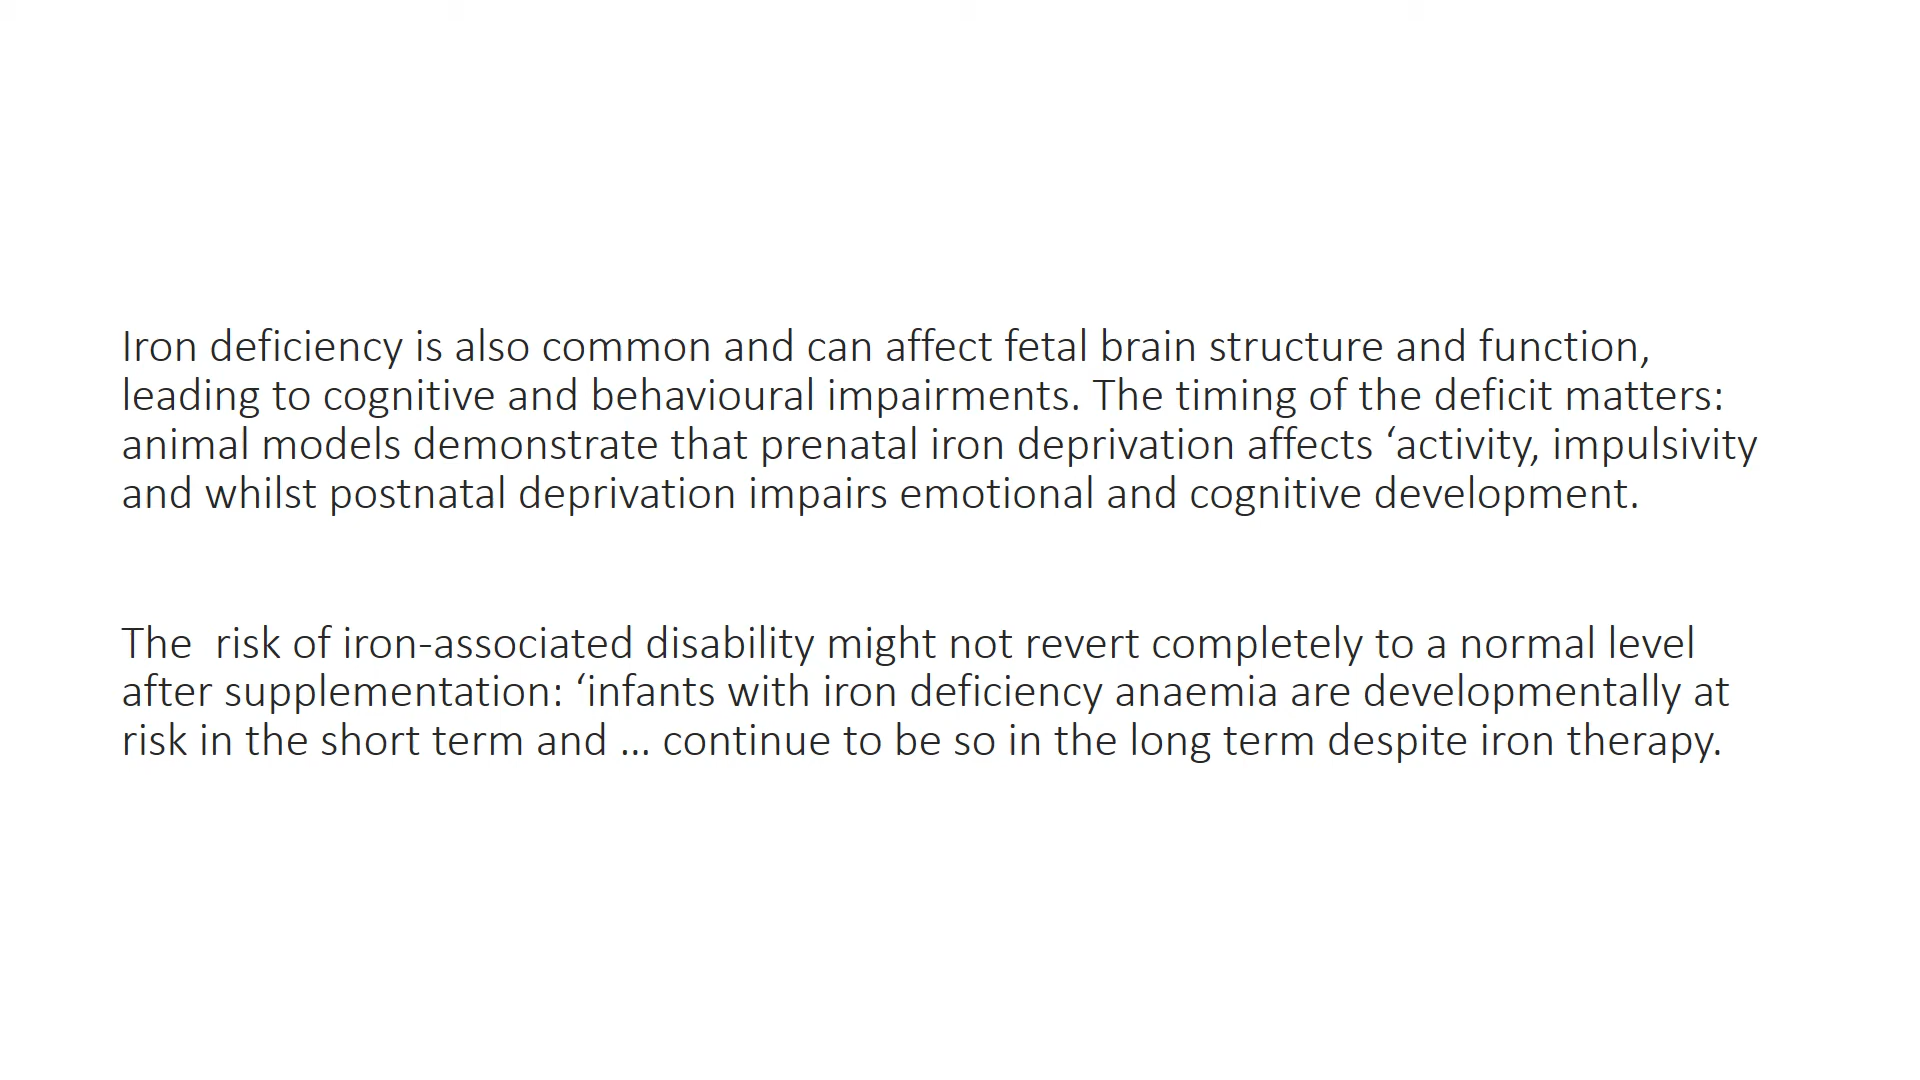 Iron deficiency is also common and can affect fetal brain structure and function,
leading to cognitive and behavioural impairments. The timing of the deficit matters:
animal models demonstrate that prenatal iron deprivation affects ‘activity, impulsivity
and whilst postnatal deprivation impairs emotional and cognitive development.
The  risk of iron-associated disability might not revert completely to a normal level
after supplementation: ‘infants with iron deficiency anaemia are developmentally at
risk in the short term and … continue to be so in the long term despite iron therapy.